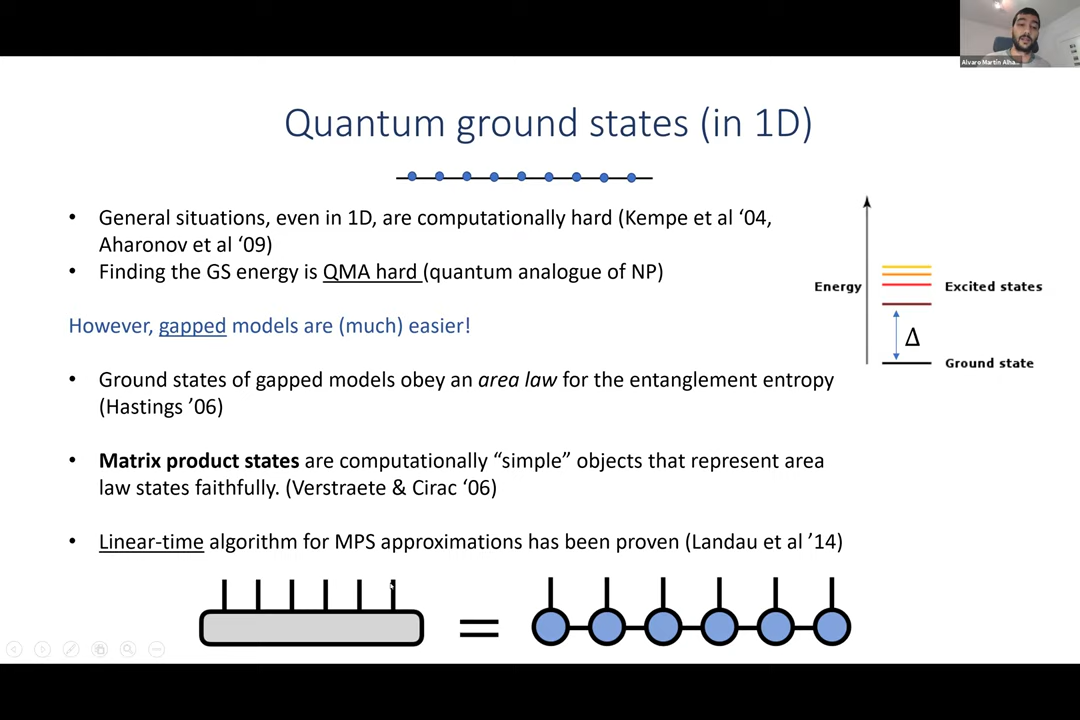 Alvaro Martín Alha...
Quantum ground states (in 1D)
• General situations, even in 1D, are computationally hard (Kempe et al ‘04,
Aharonov et al ‘09)
• Finding the GS energy is QMA hard (quantum analogue of NP)
However, gapped models are (much) easier!
• Ground states of gapped models obey an area law for the entanglement entropy
(Hastings ’06)
• Matrix product states are computationally “simple” objects that represent area
law states faithfully. (Verstraete & Cirac ‘06)
• Linear-time algorithm for MPS approximations has been proven (Landau et al ’14)
Energy
Excited states
Δ
Ground state
=